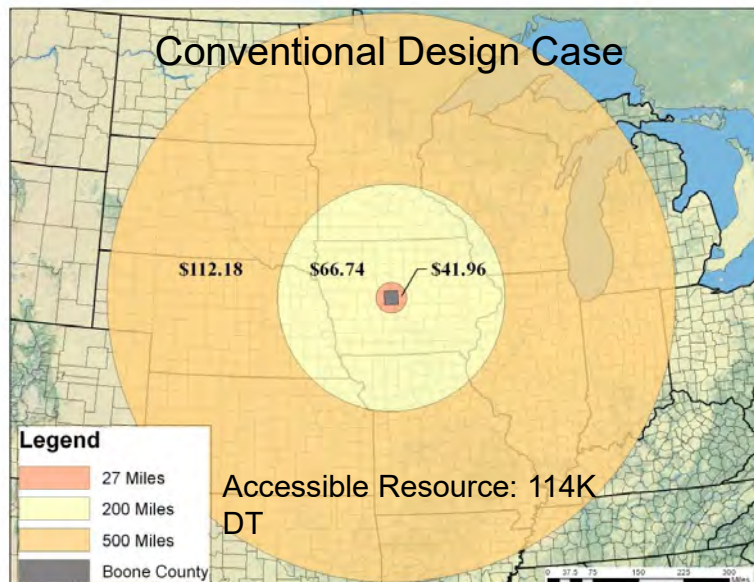 Conventional Design Case
$112.18 $66.74 $41.96
Legend
27 Miles
200 Miles
500 Miles
Boone County
Accessible Resource: 114K
DT
0 37.5 75 150 225 300